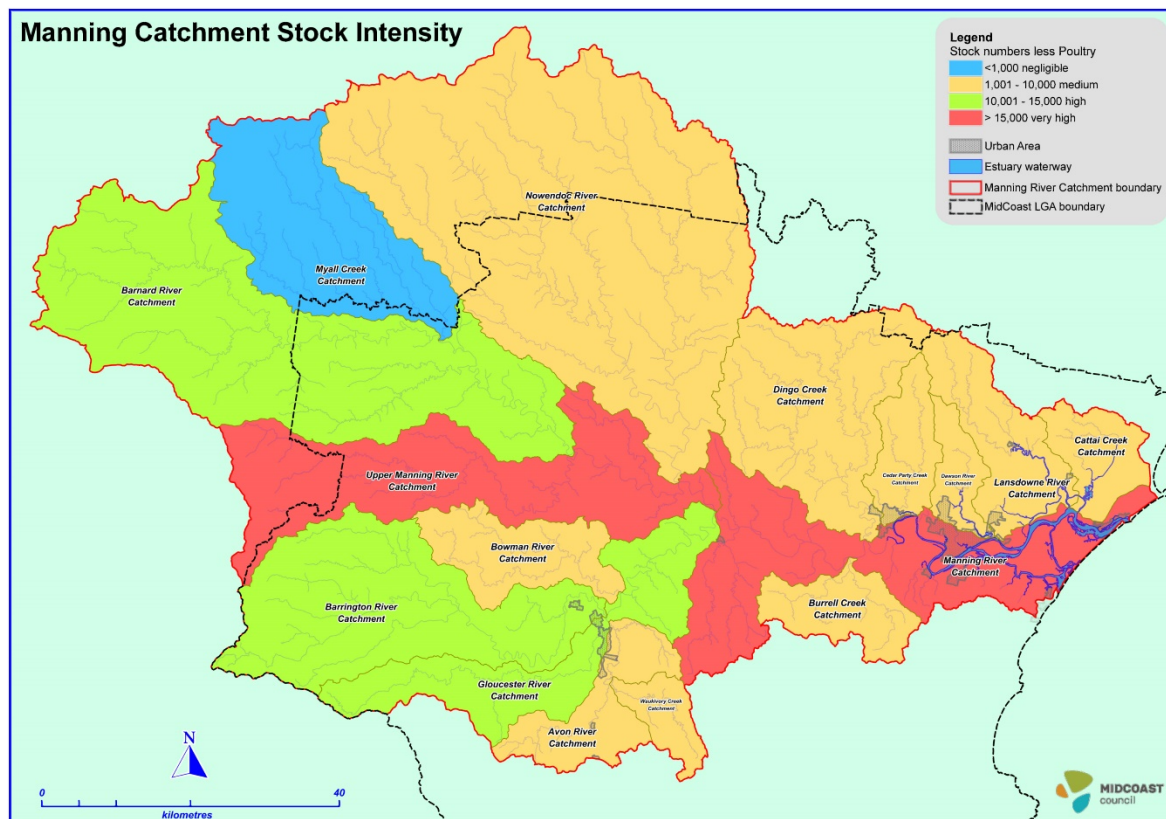 Manning Catchment Stock Intensity
Legend
Stock numbers less Poultry
<1,000 negligible
1,001 - 10,000 medium
10,001 - 15,000 high
> 15,000 very high
Urban Area
Estuary waterway
Manning River Catchment boundary
MidCoast LGA boundary
Nowendoc River
Catchment
Myall Creek
Catchment
Barnard River
Catchment
Dingo Creek
Catchment
Cattai Creek
Catchment
Cedar Party Creek
Catchment
Dawson River
Catchment
Lansdowne River
Catchment
Upper Manning River
Catchment
Bowman River
Catchment
Manning River
Catchment
Barrington River
Catchment
Burrell Creek
Catchment
Gloucester River
Catchment
Waukivory Creek
Catchment
Avon River
Catchment
N
0
40
kilometres
MIDCOAST
council